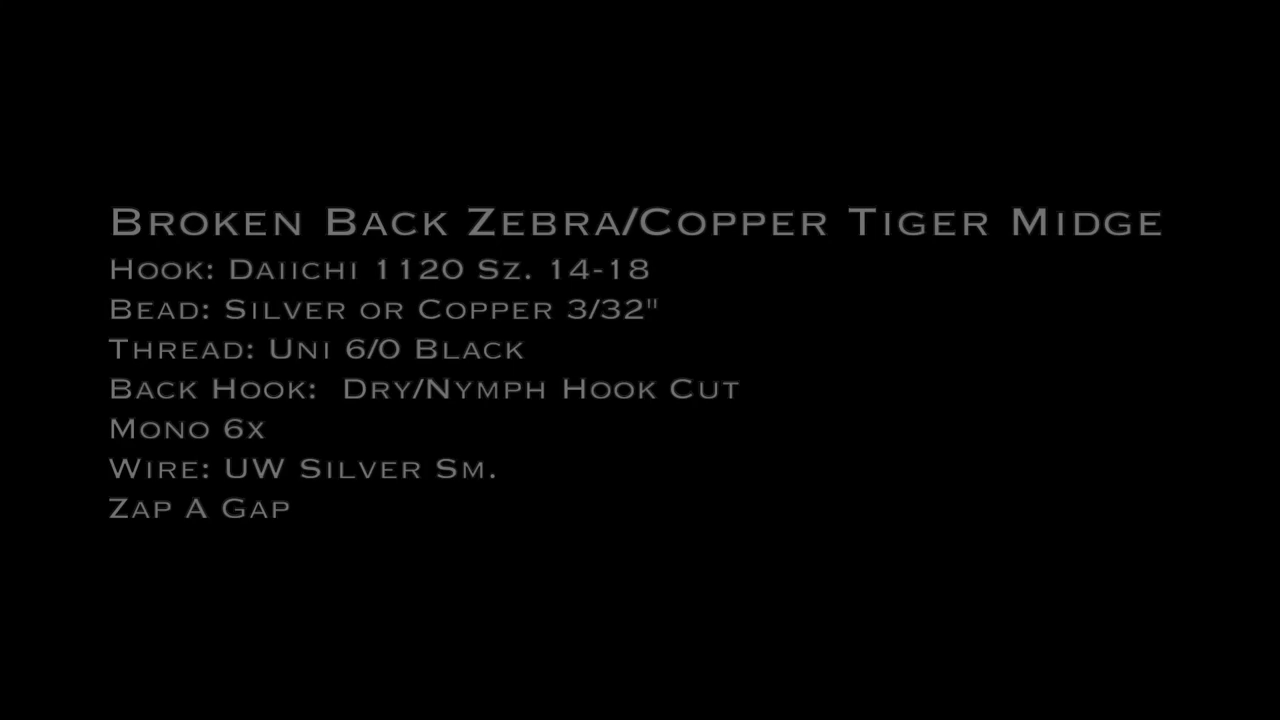 Broken Back Zebra/Copper Tiger Midge
Hook: Daiichi 1120 Sz. 14-18
Bead: Silver or Copper 3/32"
Thread: Uni 6/0 Black
Back Hook:  Dry/Nymph Hook Cut
Mono 6x
Wire: UW Silver Sm.
Zap A Gap